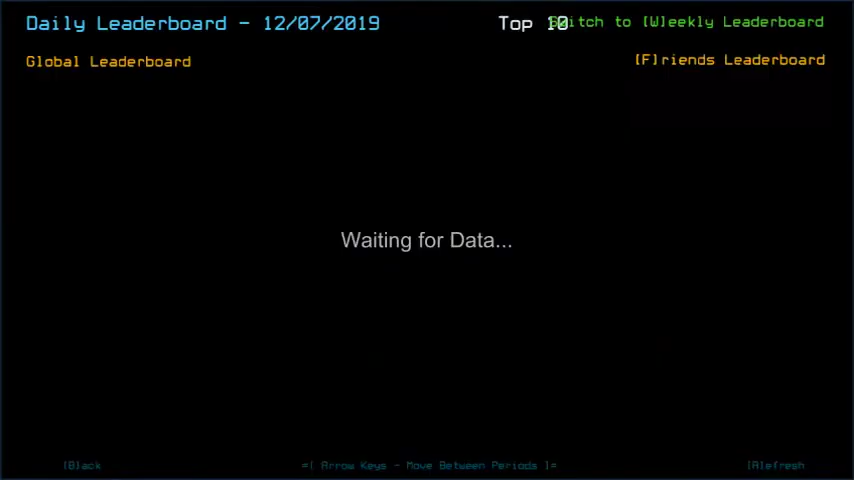 Daily Leaderboard - 12/07/2019
Top 10
Switch to [W]eekly Leaderboard
Global Leaderboard
[F]riends Leaderboard
Waiting for Data...
[B]ack
=[ Arrow Keys - Move Between Periods ]=
[R]efresh